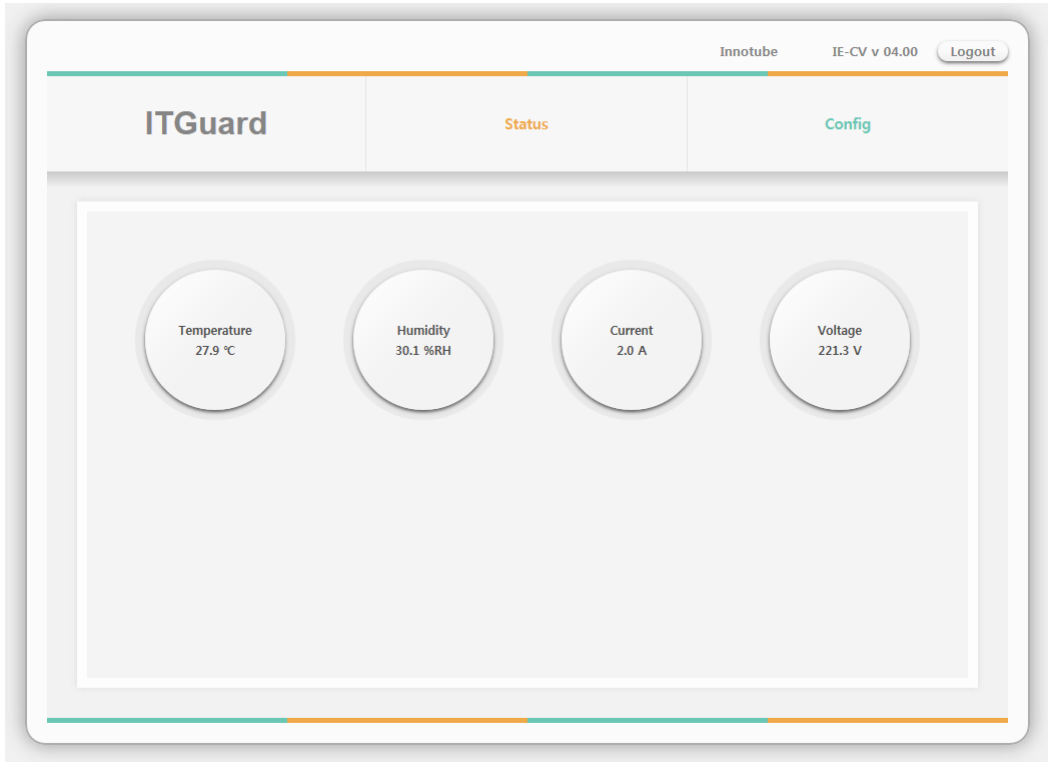 Innotube IE-CV v 04.00 Logout
ITGuard Status Config
Temperature
27.9 ℃
Humidity
30.1 %RH
Current
2.0 A
Voltage
221.3 V